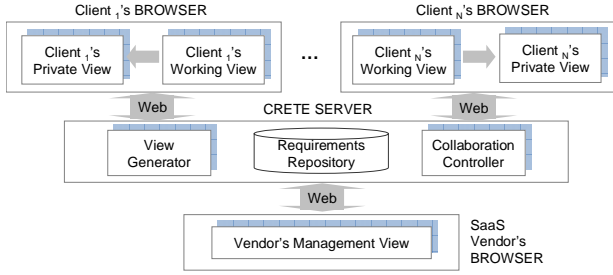 Client 1's BROWSER
Client N's BROWSER
Client 1's
Private View
Client 1's
Working View
...
Client N's
Working View
Client N's
Private View
Web
CRETE SERVER
Web
View
Generator
Requirements
Repository
Collaboration
Controller
Web
Vendor's Management View
SaaS
Vendor's
BROWSER